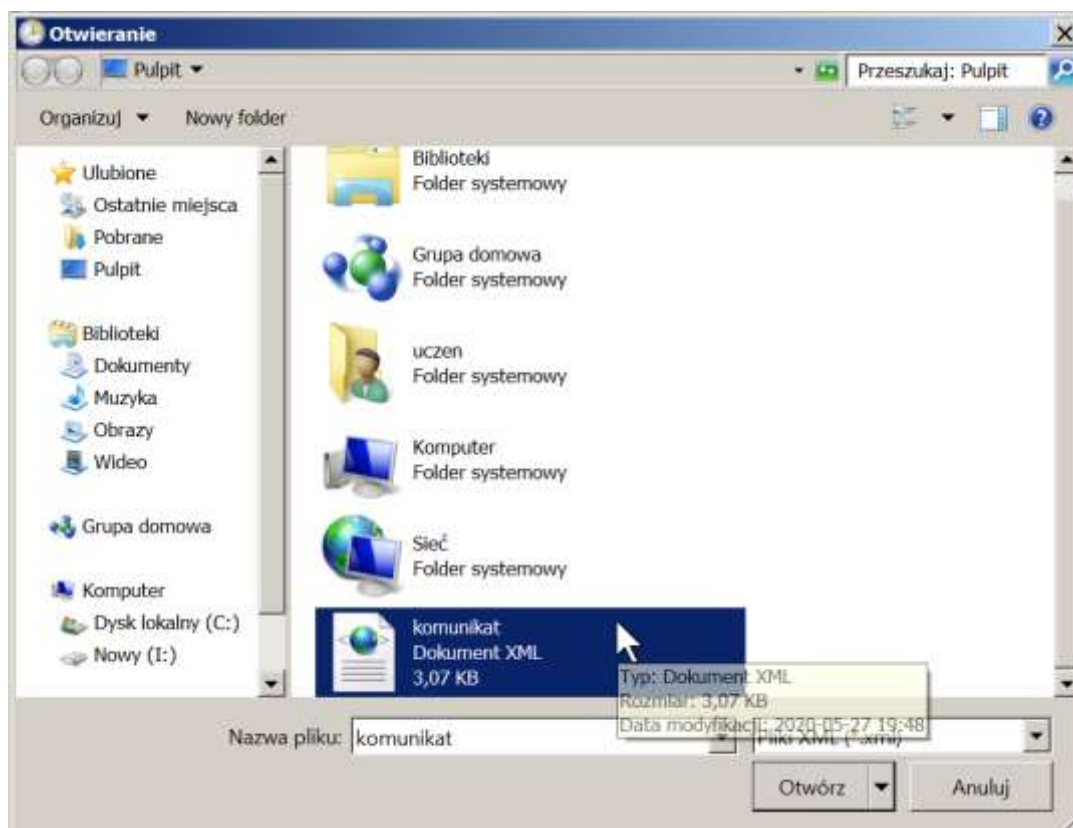 Otwieranie
Pulpit
Przeszukaj: Pulpit
Organizuj
Nowy folder
Ulubione
Ostatnie miejsca
Pobrane
Pulpit
Biblioteki
Dokumenty
Muzyka
Obrazy
Wideo
Grupa domowa
Komputer
Dysk lokalny (C:)
Nowy (I:)
Biblioteki
Folder systemowy
Grupa domowa
Folder systemowy
uczen
Folder systemowy
Komputer
Folder systemowy
Sieć
Folder systemowy
komunikat
Dokument XML
3,07 KB
Typ: Dokument XML
Rozmiar: 3,07 KB
Data modyfikacji: 2020-05-27 19:48
Nazwa pliku:
komunikat
Pliki XML (*.xml)
Otwórz
Anuluj